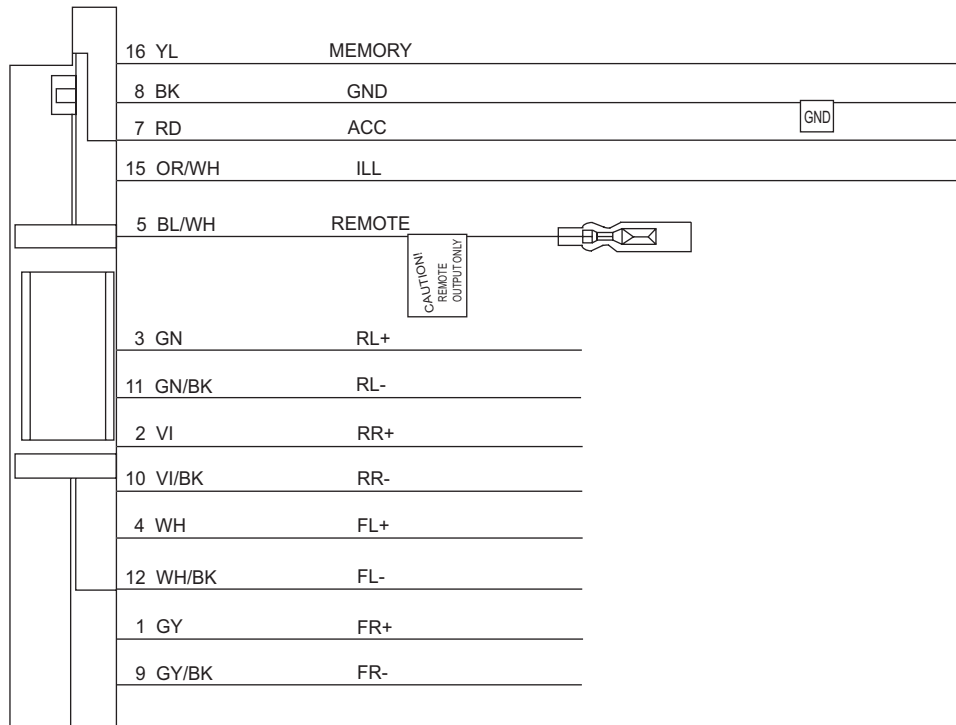 16 YL MEMORY
8 BK GND
GND
7 RD ACC
15 OR/WH ILL
5 BL/WH REMOTE
CAUTION!
REMOTE
OUTPUT ONLY
3 GN RL+
11 GN/BK RL-
2 VI RR+
10 VI/BK RR-
4 WH FL+
12 WH/BK FL-
1 GY FR+
9 GY/BK FR-